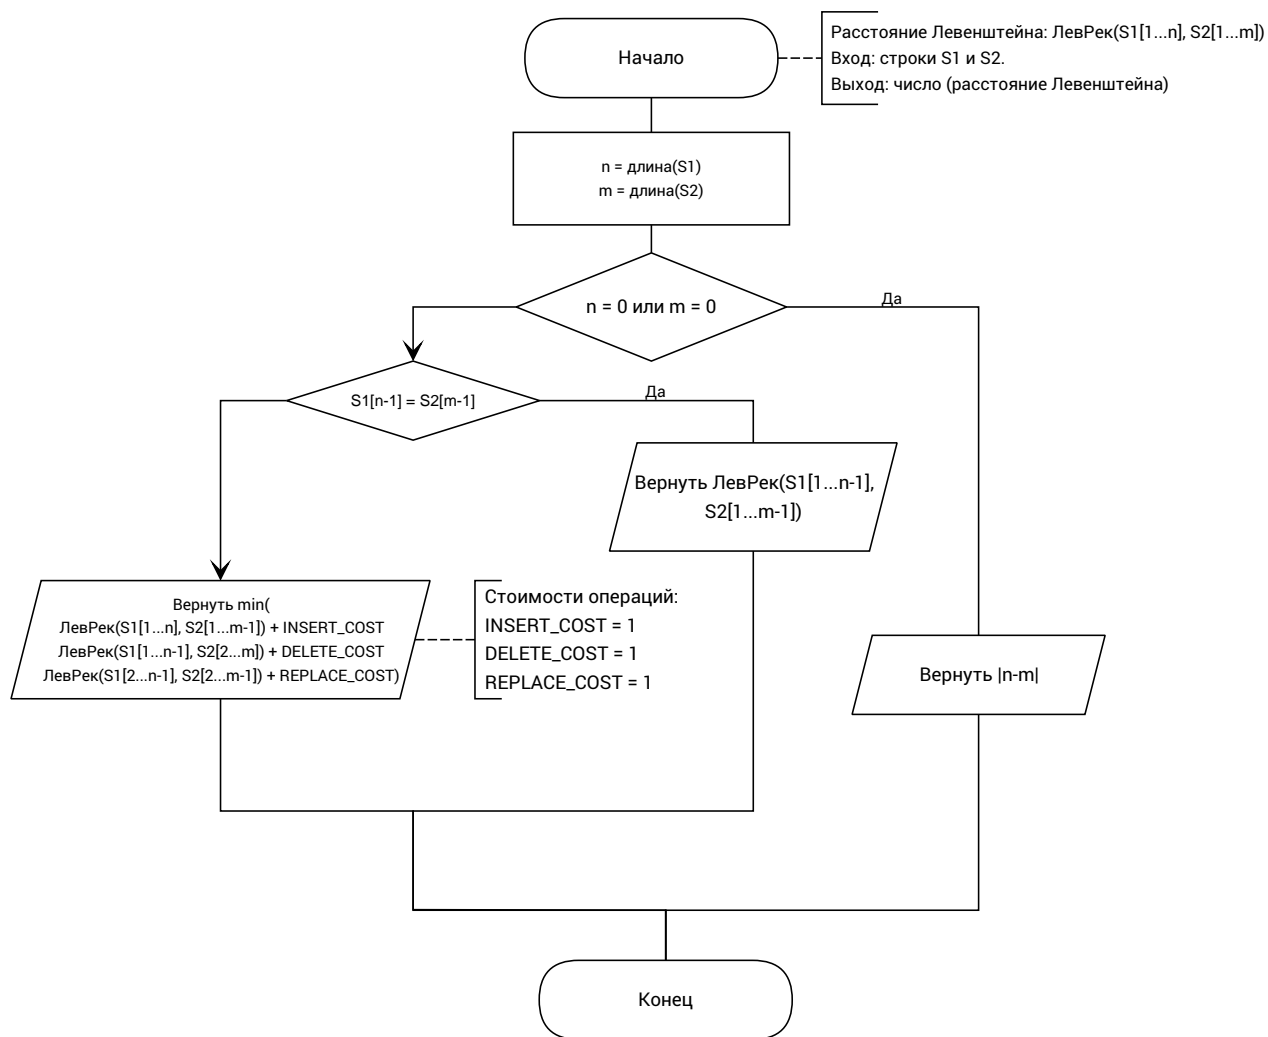 Начало
Расстояние Левенштейна: ЛевРек(S1[1...n], S2[1...m])
Вход: строки S1 и S2.
Выход: число (расстояние Левенштейна)
n = длина(S1)
m = длина(S2)
n = 0 или m = 0
Да
S1[n-1] = S2[m-1]
Да
Вернуть ЛевРек(S1[1...n-1],
S2[1...m-1])
Вернуть min(
ЛевРек(S1[1...n], S2[1...m-1]) + INSERT_COST
ЛевРек(S1[1...n-1], S2[2...m]) + DELETE_COST
ЛевРек(S1[2...n-1], S2[2...m-1]) + REPLACE_COST)
Стоимости операций:
INSERT_COST = 1
DELETE_COST = 1
REPLACE_COST = 1
Вернуть |n-m|
Конец